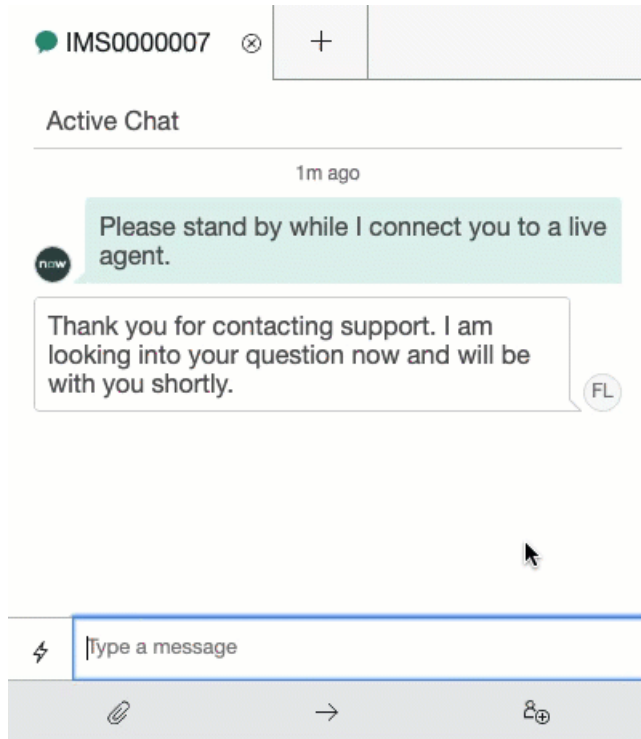 IMS0000007
+
Active Chat
1m ago
Please stand by while I connect you to a live
agent.
now
Thank you for contacting support. I am
looking into your question now and will be
with you shortly.
FL
Type a message